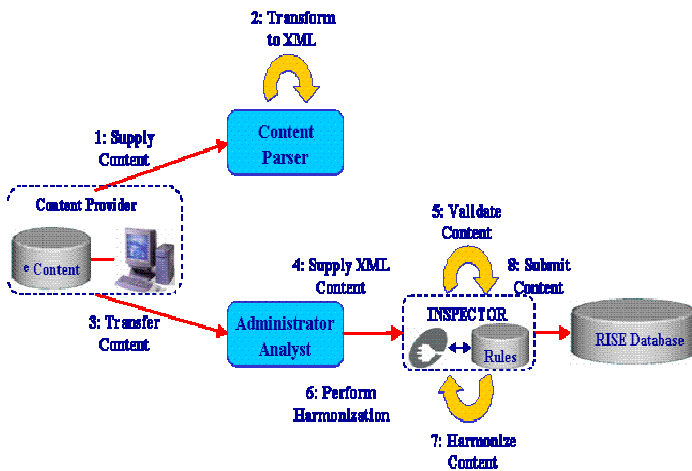 2: Transform
to XML
Content
Parser
1: Supply
Content
Content Provider
e Content
3: Transfer
Content
Administrator
Analyst
4: Supply XML
Content
5: Validate
Content
8: Submit
Content
INSPECTOR
Rules
RISE Database
6: Perform
Harmonization
7: Harmonize
Content